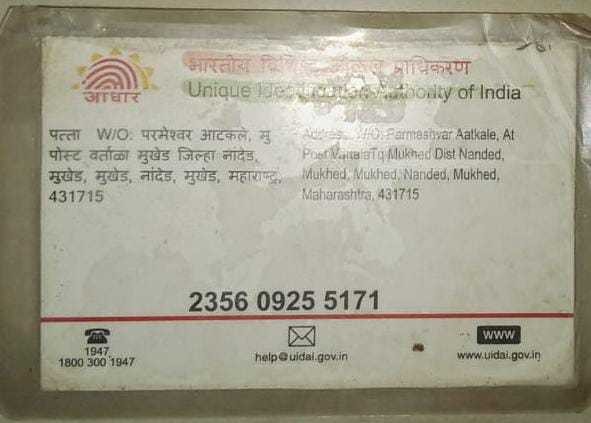 आधार
भारतीय प्राधिकरण
Unique Authority of India
पत्ता W/O: परमेश्वर आटकले, मु
पोस्ट वर्ताळा मुखेड जिल्हा नांदेड,
मुखेड, मुखेड, नांदेड, मुखेड, महाराष्ट्र,
431715
Address W/O: Parmeshvar Aatkale, At
Post Tq Mukhed Dist Nanded,
Mukhed, Mukhed, Nanded, Mukhed,
Maharashtra, 431715
2356 0925 5171
1947
1800 300 1947
help@uidai.gov.in
www
www.uidai.gov.in